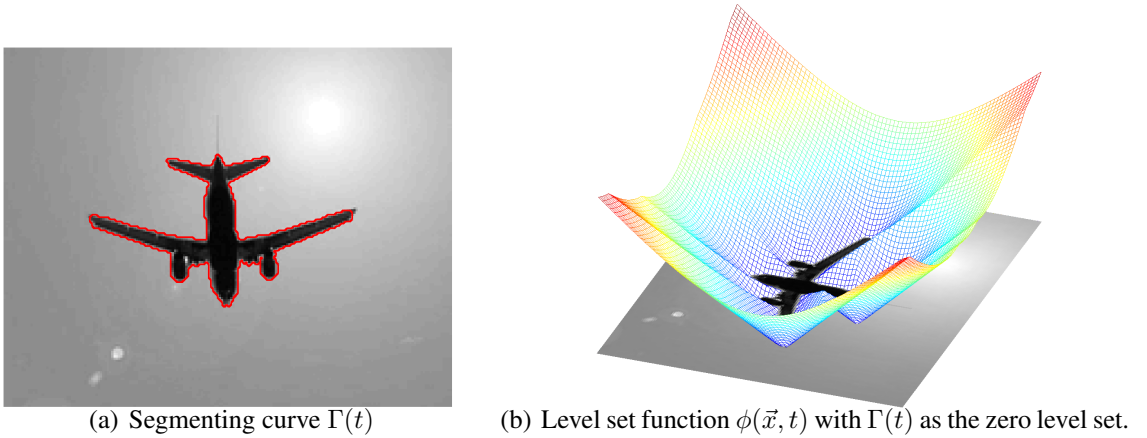 (a) Segmenting curve Γ(t)
(b) Level set function ϕ(x⃗, t) with Γ(t) as the zero level set.